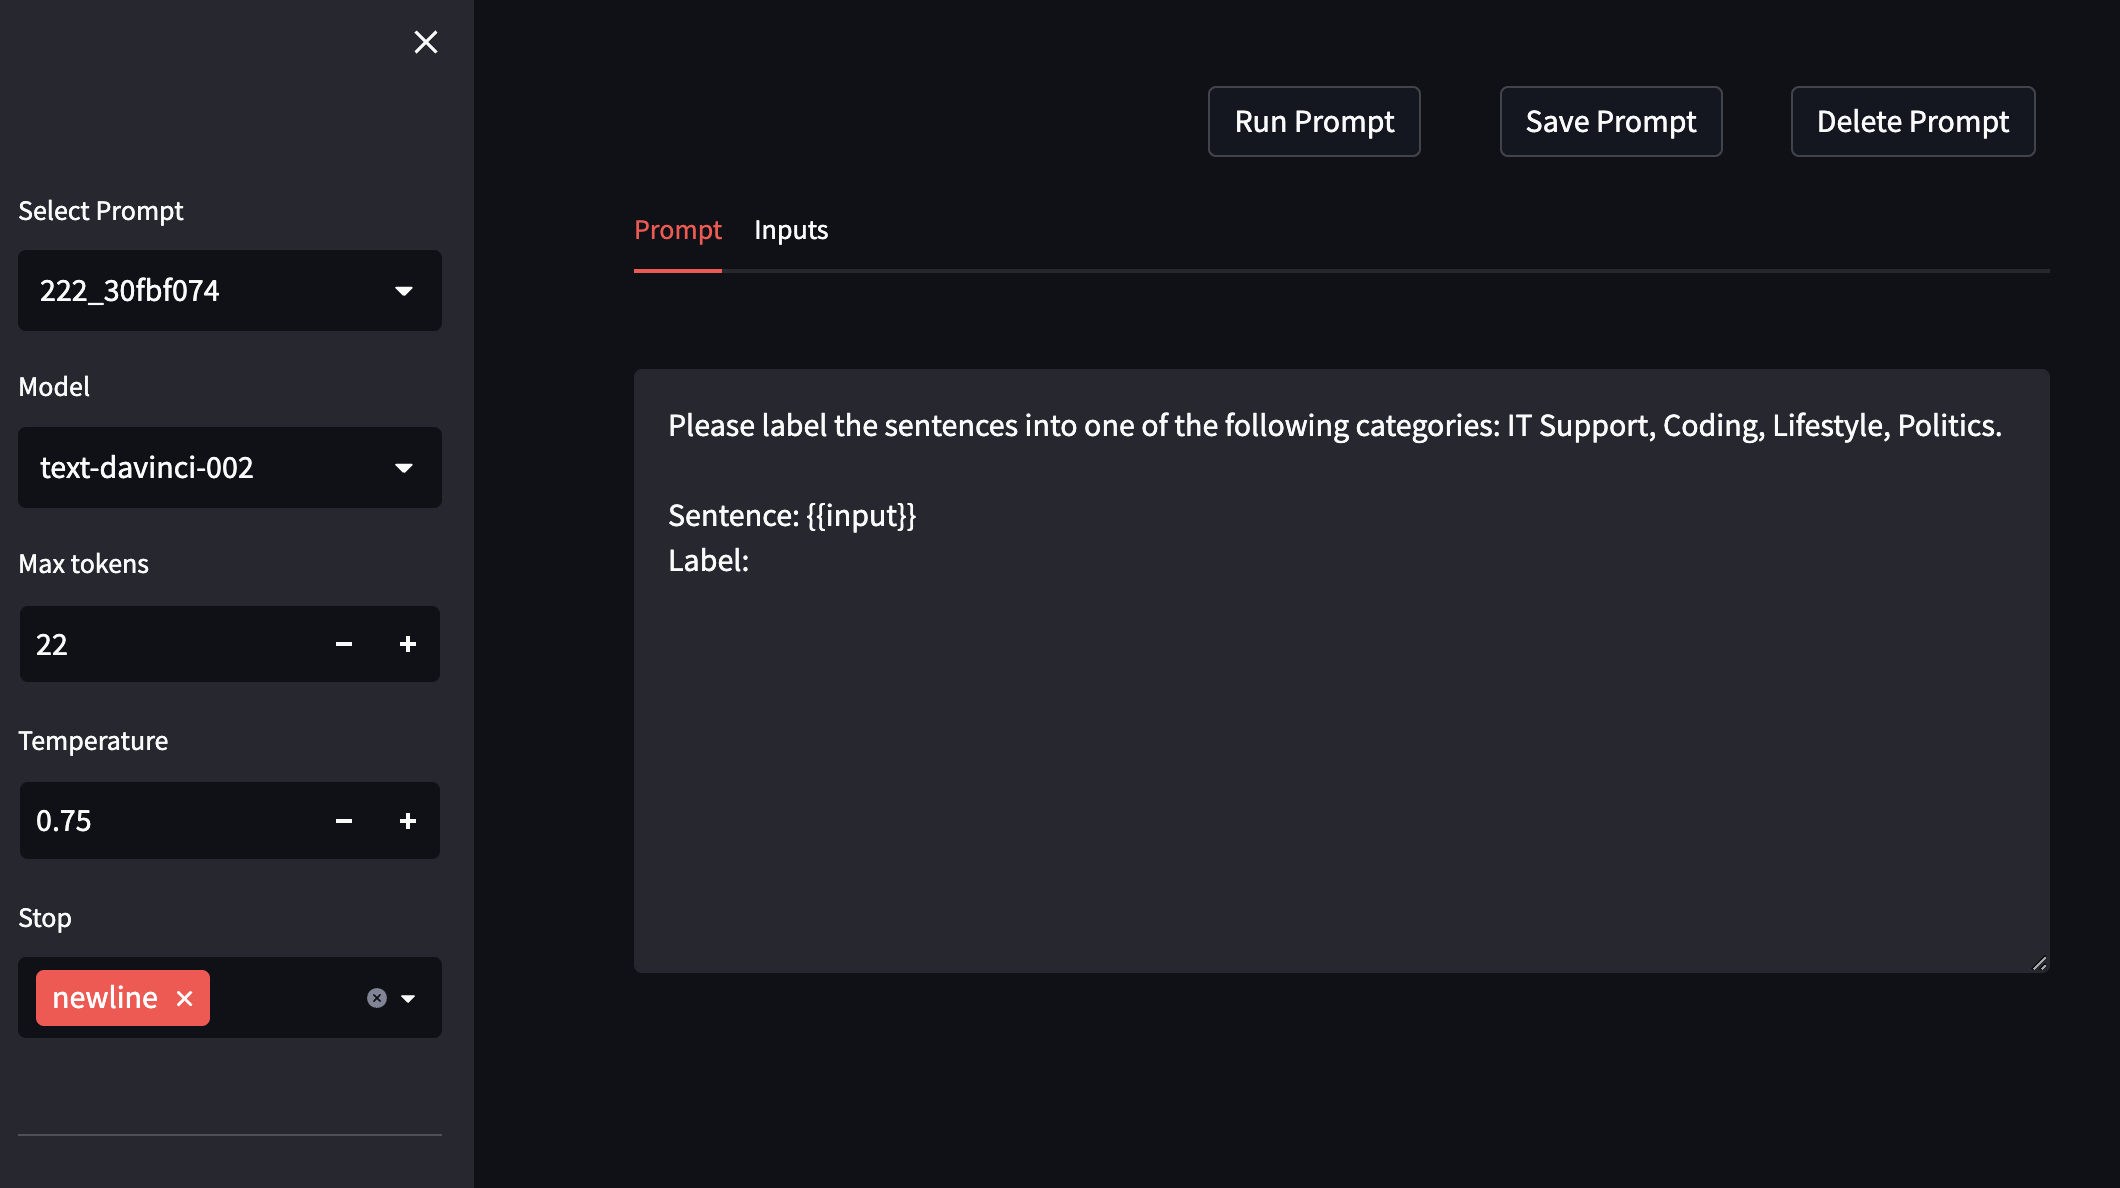 Select Prompt
222_30fbf074
Model
text-davinci-002
Max tokens
22
Temperature
0.75
Stop
newline
Run Prompt
Save Prompt
Delete Prompt
Prompt
Inputs
Please label the sentences into one of the following categories: IT Support, Coding, Lifestyle, Politics.
Sentence: {{input}}
Label: